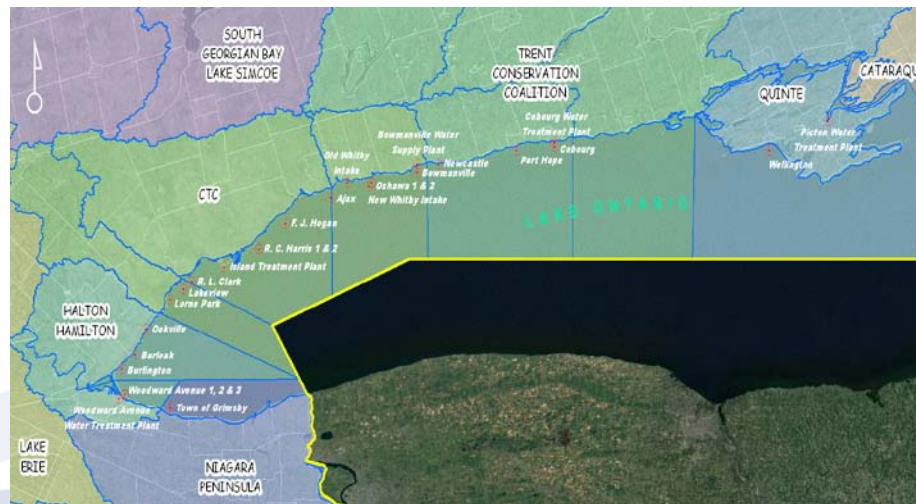 SOUTH
GEORGIAN BAY
LAKE SIMCOE
TRENT
CONSERVATION
COALITION
QUINTE
CATARAQU
Cobourg Water
Treatment Plant
Picton Water
Treatment Plant
Bowmanville Water
Supply Plant
Old Whitby
Intake
Newcastle
Bowmanville
Cobourg
Port Hope
Wellington
Oshawa 1 & 2
New Whitby Intake
Ajax
CTC
LAKE ONTARIO
F. J. Hogan
R. C. Harris 1 & 2
Island Treatment Plant
R. L. Clark
Lakeview
Lorne Park
HALTON
HAMILTON
Oakville
Burloak
Burlington
Woodward Avenue 1, 2 & 3
Woodward Avenue
Water Treatment Plant
Town of Grimsby
LAKE
ERIE
NIAGARA
PENINSULA